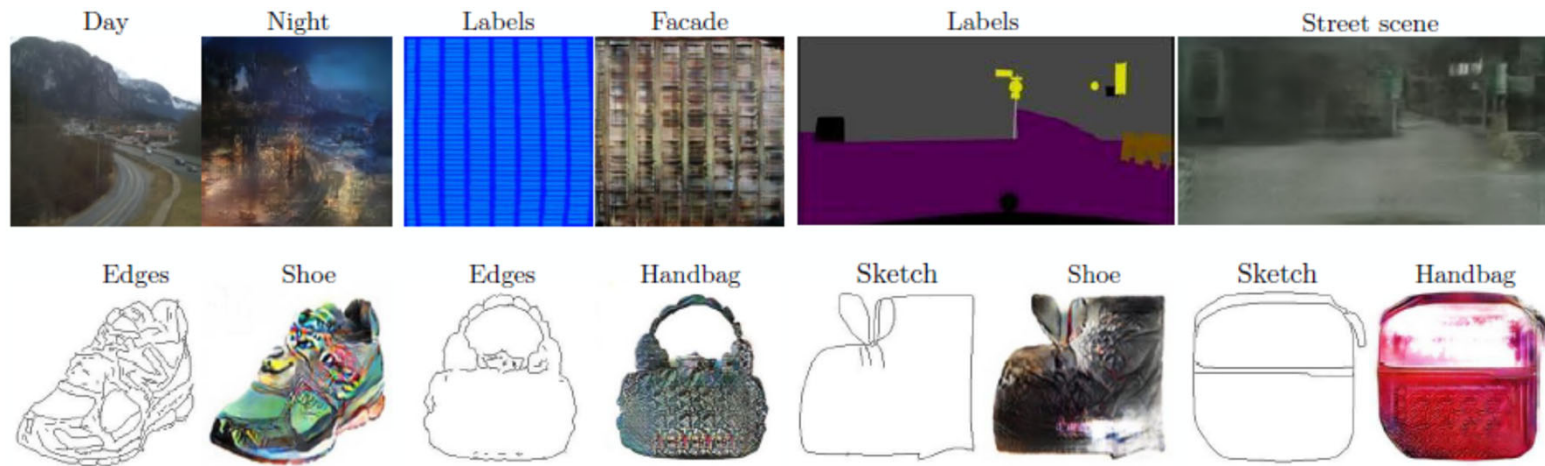 Day Night Labels Facade Labels Street scene
Edges Shoe Edges Handbag Sketch Shoe Sketch Handbag